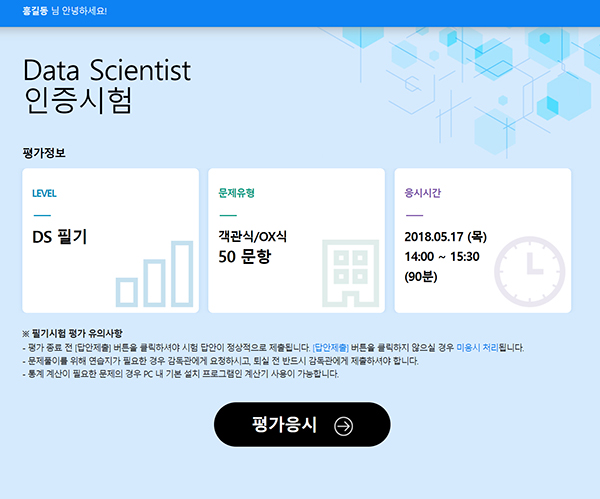 홍길동 님 안녕하세요!
Data Scientist
인증시험
평가정보
LEVEL
DS 필기
문제유형
객관식/OX식
50 문항
응시시간
2018.05.17 (목)
14:00 ~ 15:30
(90분)
※ 필기시험 평가 유의사항
- 평가 종료 전 [답안제출] 버튼을 클릭하셔야 시험 답안이 정상적으로 제출됩니다. [답안제출] 버튼을 클릭하지 않으실 경우 미응시 처리됩니다.
- 문제풀이를 위해 연습지가 필요한 경우 감독관에게 요청하시고, 퇴실 전 반드시 감독관에게 제출하셔야 합니다.
- 통계 계산이 필요한 문제의 경우 PC 내 기본 설치 프로그램인 계산기 사용이 가능합니다.
평가응시